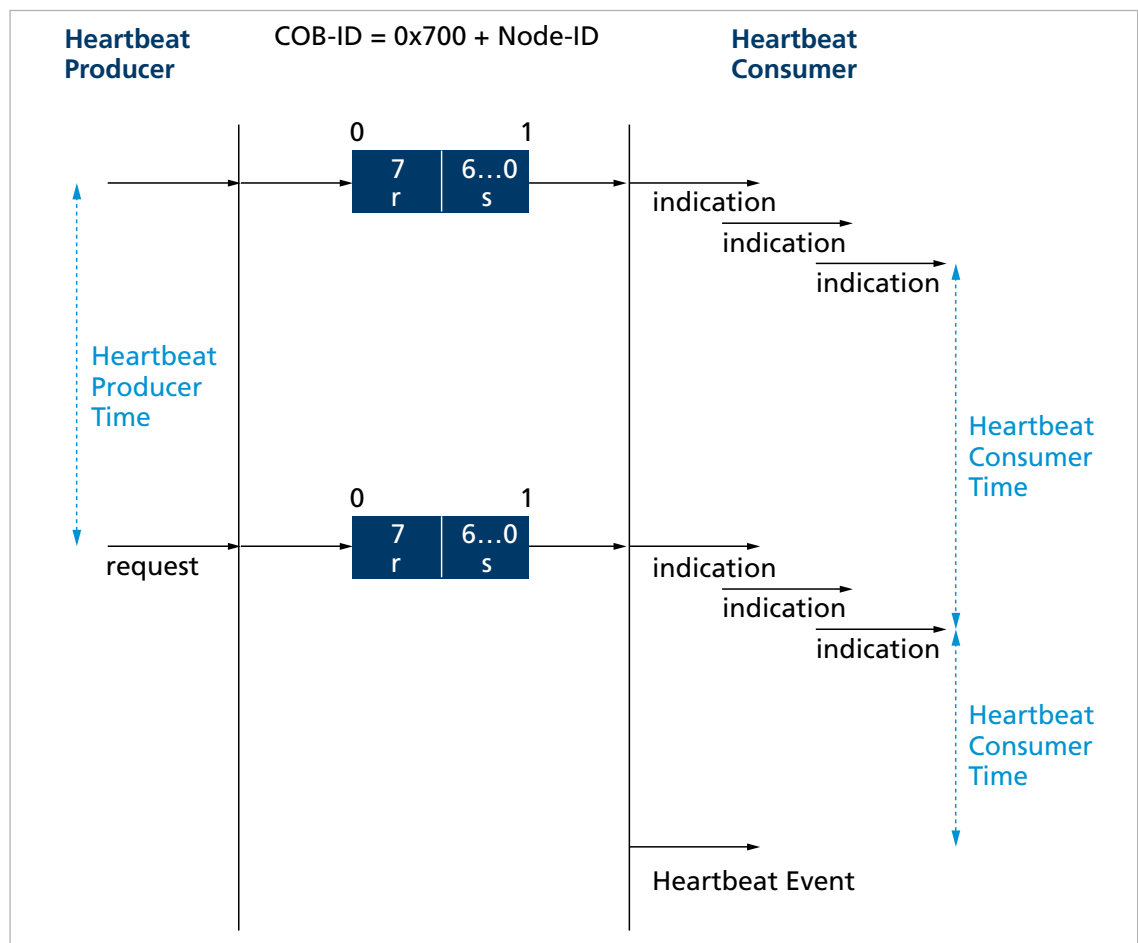 Heartbeat
Producer
COB-ID = 0x700 + Node-ID
Heartbeat
Consumer
0 1
7 6...0
r s
indication
indication
indication
Heartbeat
Producer
Time
Heartbeat
Consumer
Time
0 1
7 6...0
r s
request
indication
indication
indication
Heartbeat
Consumer
Time
Heartbeat Event